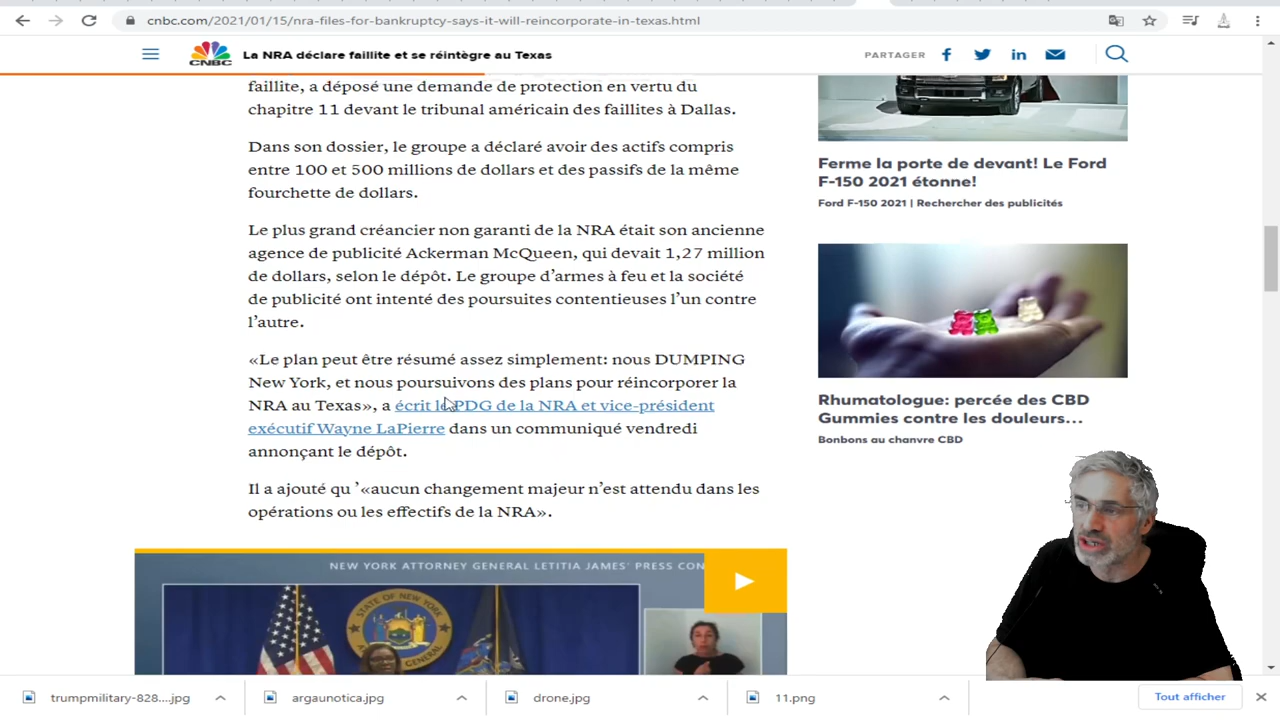 cnbc.com/2021/01/15/nra-files-for-bankruptcy-says-it-will-reincorporate-in-texas.html
CNBC
La NRA déclare faillite et se réintègre au Texas
PARTAGER
faillite, a déposé une demande de protection en vertu du
chapitre 11 devant le tribunal américain des faillites à Dallas.
Dans son dossier, le groupe a déclaré avoir des actifs compris
entre 100 et 500 millions de dollars et des passifs de la même
fourchette de dollars.
Le plus grand créancier non garanti de la NRA était son ancienne
agence de publicité Ackerman McQueen, qui devait 1,27 million
de dollars, selon le dépôt. Le groupe d’armes à feu et la société
de publicité ont intenté des poursuites contentieuses l’un contre
l’autre.
«Le plan peut être résumé assez simplement: nous DUMPING
New York, et nous poursuivons des plans pour réincorporer la
NRA au Texas», a écrit le PDG de la NRA et vice-président
exécutif Wayne LaPierre dans un communiqué vendredi
annonçant le dépôt.
Il a ajouté qu ’«aucun changement majeur n’est attendu dans les
opérations ou les effectifs de la NRA».
NEW YORK ATTORNEY GENERAL LETITIA JAMES' PRESS CON
STATE OF NEW YORK
Ferme la porte de devant! Le Ford
F-150 2021 étonne!
Ford F-150 2021 | Rechercher des publicités
Rhumatologue: percée des CBD
Gummies contre les douleurs…
Bonbons au chanvre CBD
trumpmilitary-828....jpg
argaunotica.jpg
drone.jpg
11.png
Tout afficher